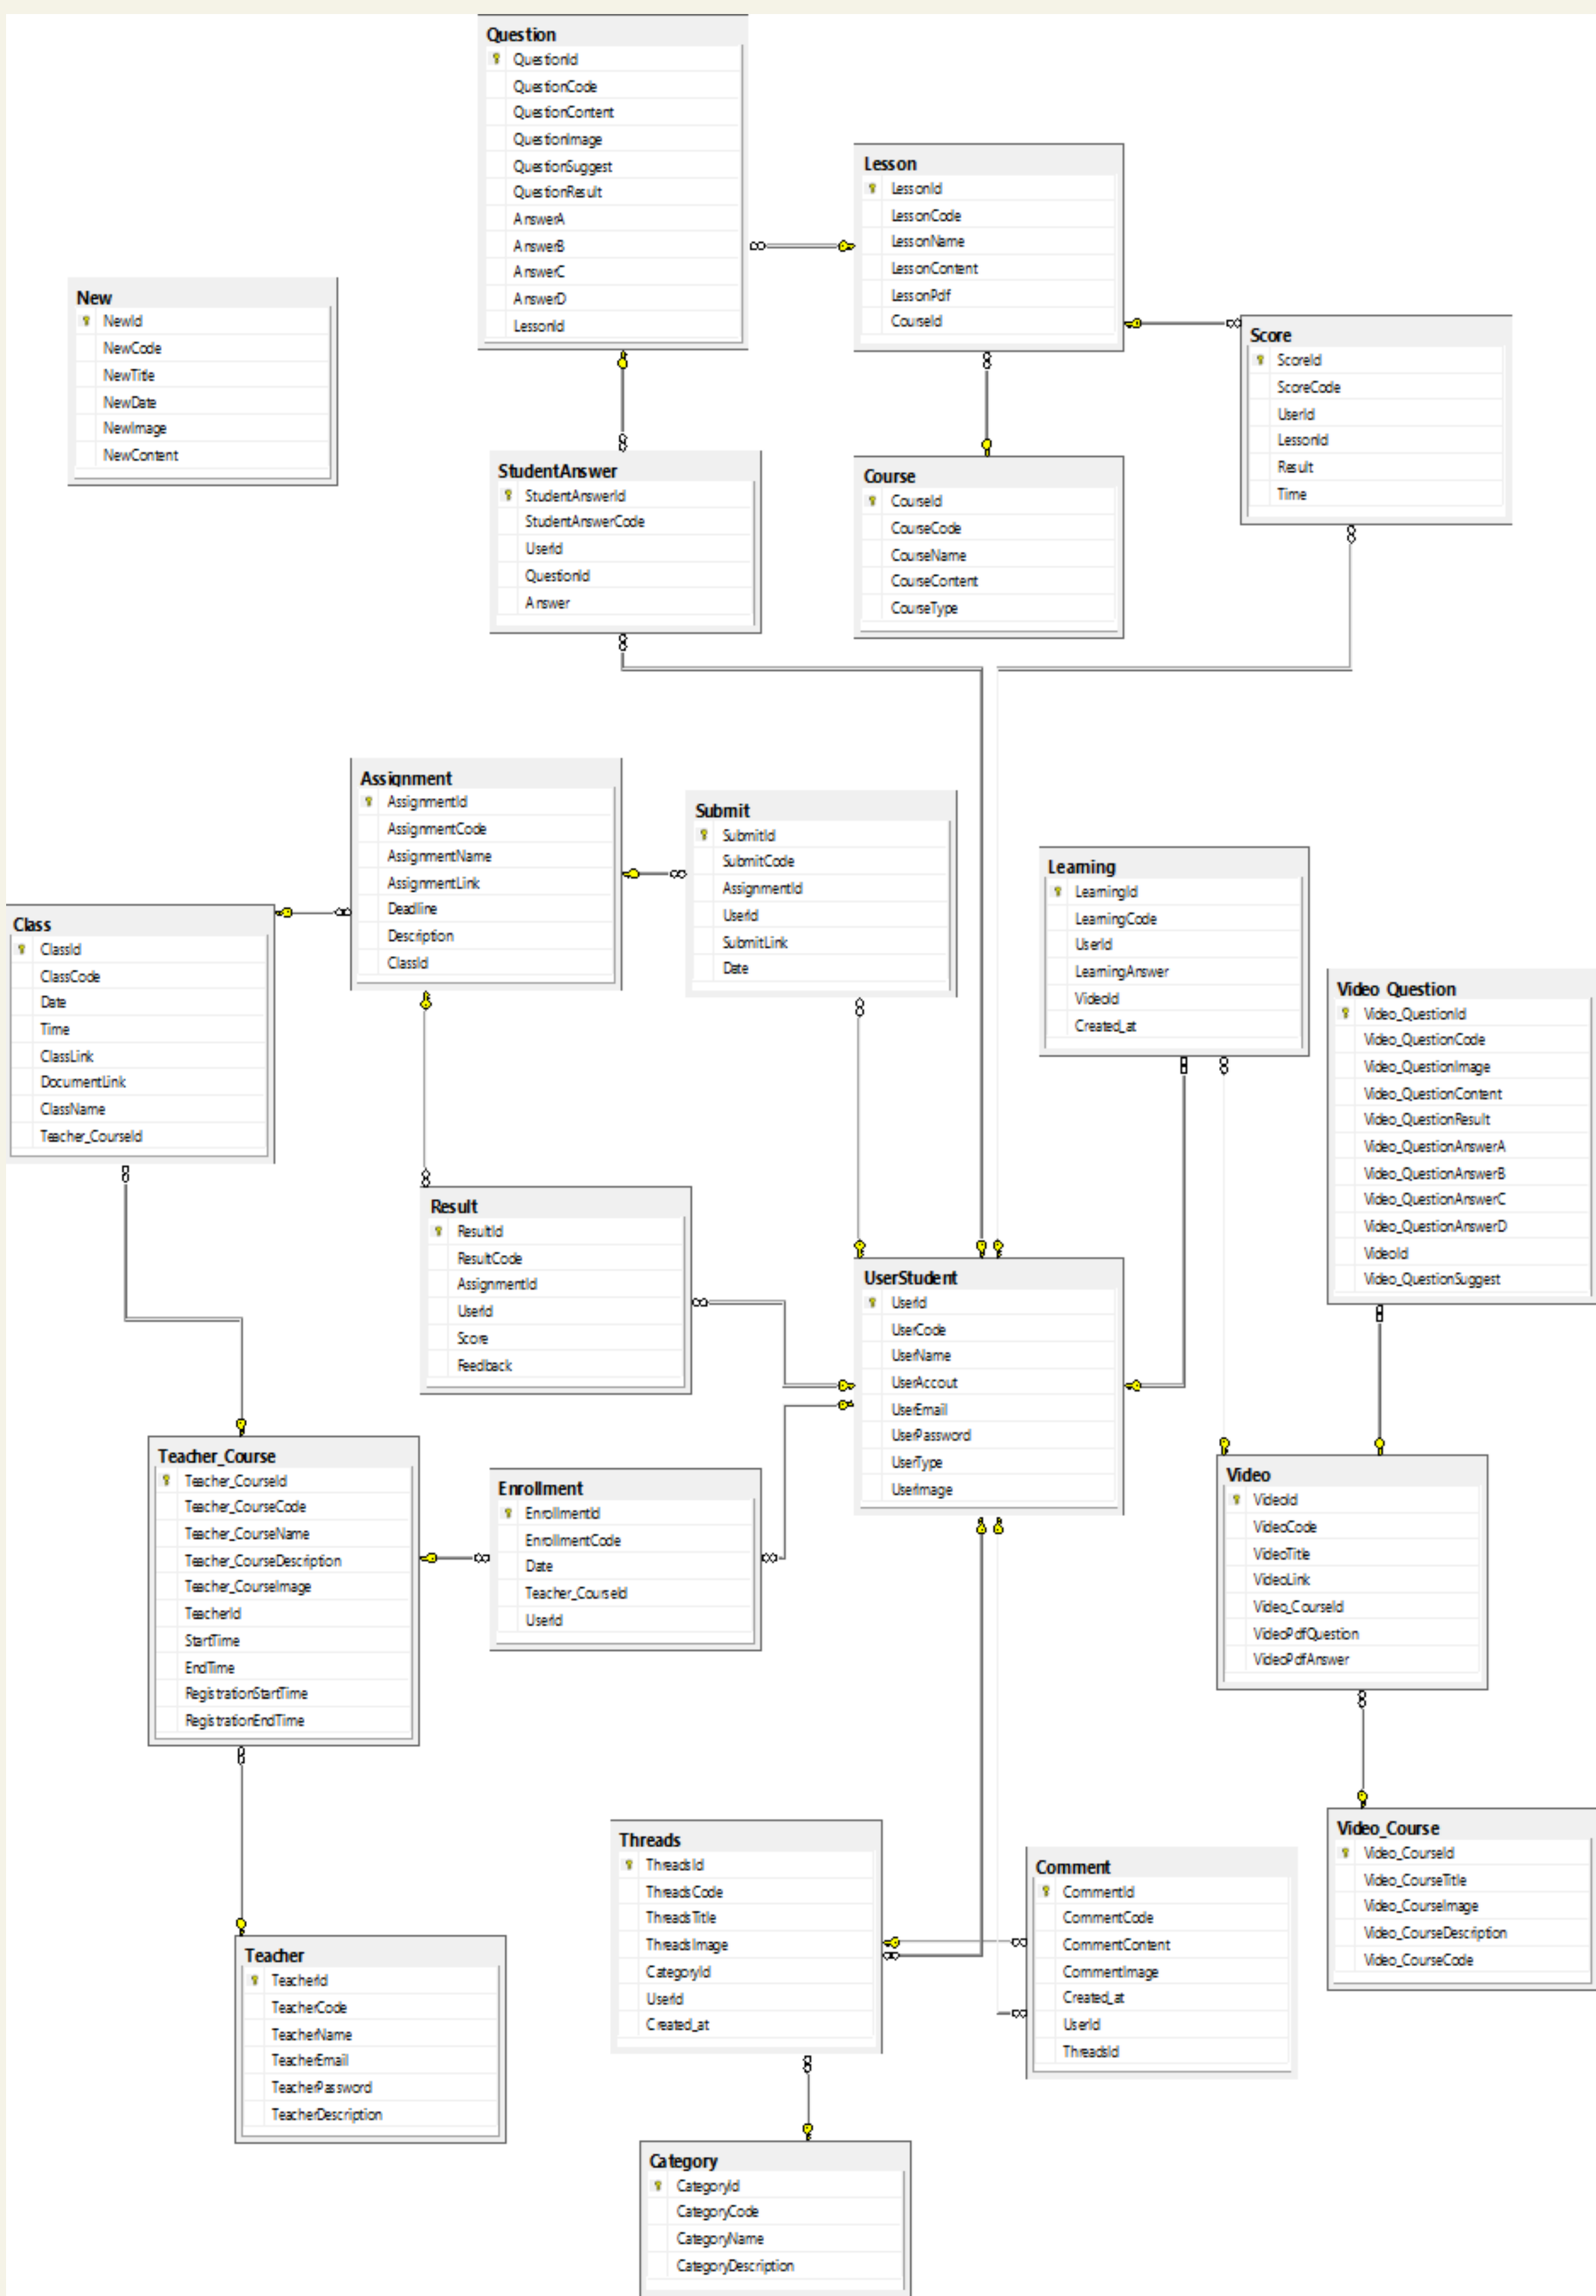 Question
QuestionId
QuestionCode
QuestionContent
QuestionImage
QuestionSuggest
QuestionResult
AnswerA
AnswerB
AnswerC
AnswerD
LessonId
Lesson
LessonId
LessonCode
LessonName
LessonContent
LessonPdf
CourseId
New
NewId
NewCode
NewTitle
NewDate
NewImage
NewContent
Score
ScoreId
ScoreCode
UserId
LessonId
Result
Time
StudentAnswer
StudentAnswerId
StudentAnswerCode
UserId
QuestionId
Answer
Course
CourseId
CourseCode
CourseName
CourseContent
CourseType
Assignment
AssignmentId
AssignmentCode
AssignmentName
AssignmentLink
Deadline
Description
ClassId
Submit
SubmitId
SubmitCode
AssignmentId
UserId
SubmitLink
Date
Learning
LearningId
LearningCode
UserId
LearningAnswer
VideoId
Created_at
Class
ClassId
ClassCode
Date
Time
ClassLink
DocumentLink
ClassName
Teacher_CourseId
Video_Question
Video_QuestionId
Video_QuestionCode
Video_QuestionImage
Video_QuestionContent
Video_QuestionResult
Video_QuestionAnswerA
Video_QuestionAnswerB
Video_QuestionAnswerC
Video_QuestionAnswerD
VideoId
Video_QuestionSuggest
Result
ResultId
ResultCode
AssignmentId
UserId
Score
Feedback
UserStudent
UserId
UserCode
UserName
UserAccout
UserEmail
UserPassword
UserType
UserImage
Teacher_Course
Teacher_CourseId
Teacher_CourseCode
Teacher_CourseName
Teacher_CourseDescription
Teacher_CourseImage
TeacherId
StartTime
EndTime
RegistrationStartTime
RegistrationEndTime
Enrollment
EnrollmentId
EnrollmentCode
Date
Teacher_CourseId
UserId
Video
VideoId
VideoCode
VideoTitle
VideoLink
Video_CourseId
VideoPdfQuestion
VideoPdfAnswer
Threads
ThreadsId
ThreadsCode
ThreadsTitle
ThreadsImage
CategoryId
UserId
Created_at
Comment
CommentId
CommentCode
CommentContent
CommentImage
Created_at
UserId
ThreadsId
Video_Course
Video_CourseId
Video_CourseTitle
Video_CourseImage
Video_CourseDescription
Video_CourseCode
Teacher
TeacherId
TeacherCode
TeacherName
TeacherEmail
TeacherPassword
TeacherDescription
Category
CategoryId
CategoryCode
CategoryName
CategoryDescription